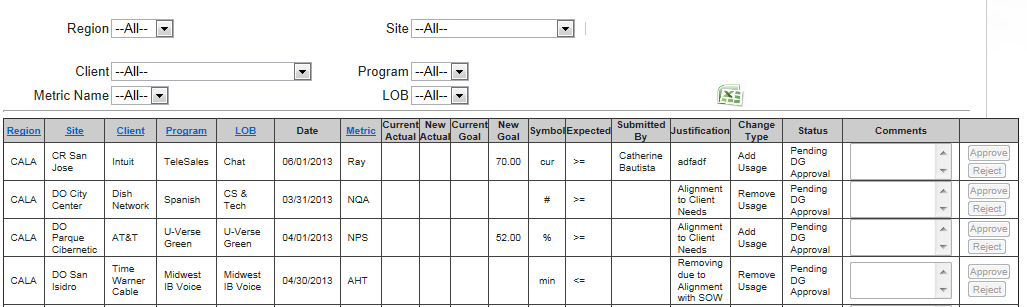 Region --All-- Site --All--
Client --All-- Program --All--
Metric Name --All-- LOB --All--
Region Site Client Program LOB Date Metric Current Actual New Actual Current Goal New Goal Symbol Expected Submitted By Justification Change Type Status Comments
CALA CR San Jose Intuit TeleSales Chat 06/01/2013 Ray 70.00 cur >= Catherine Bautista adfadf Add Usage Pending DG Approval Approve Reject
CALA DO City Center Dish Network Spanish CS & Tech 03/31/2013 NQA # >= Alignment to Client Needs Remove Usage Pending DG Approval Approve Reject
CALA DO Parque Cibernetic AT&T U-Verse Green U-Verse Green 04/01/2013 NPS 52.00 % >= Alignment to Client Needs Add Usage Pending DG Approval Approve Reject
CALA DO San Isidro Time Warner Cable Midwest IB Voice Midwest IB Voice 04/30/2013 AHT min <= Removing due to Alignment with SOW Remove Usage Pending DG Approval Approve Reject